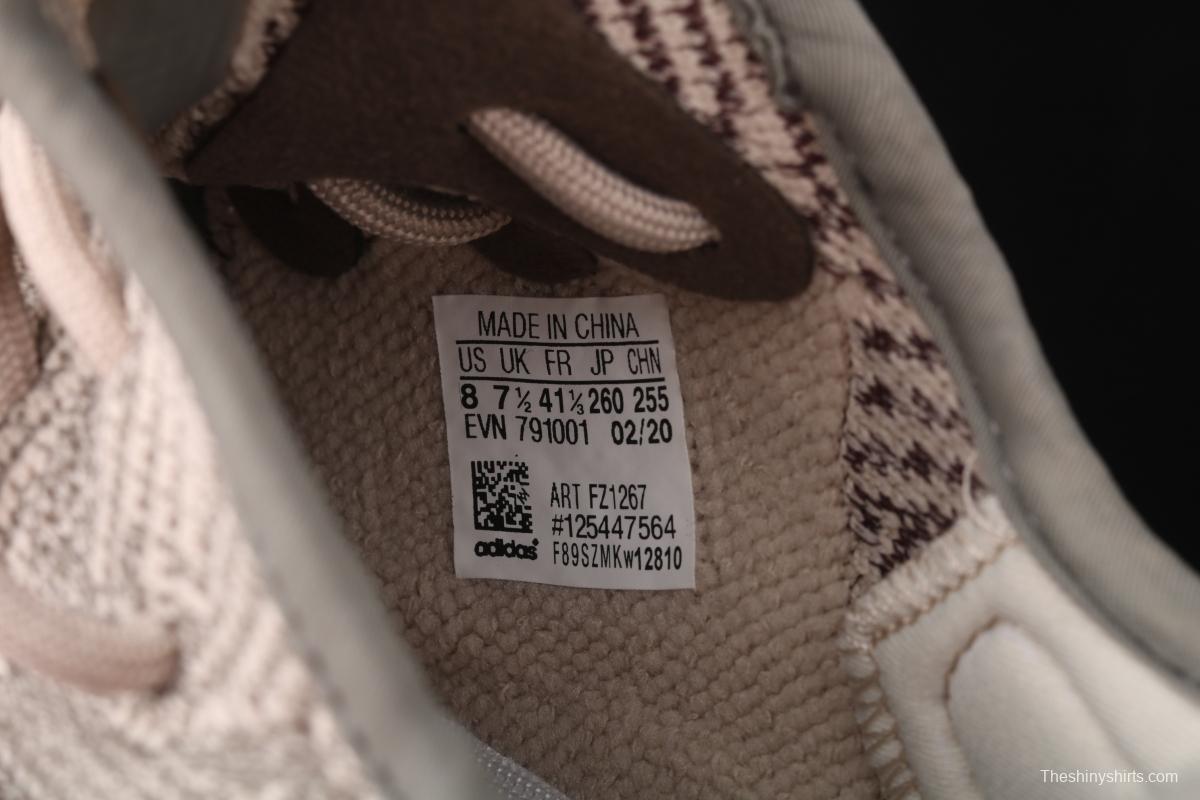 MADE IN CHINA
US UK FR JP CHN
8 7½ 41⅓ 260 255
EVN 791001 02/20
ART FZ1267
#125447564
adidas F89SZMKw12810
Theshinyshirts.com